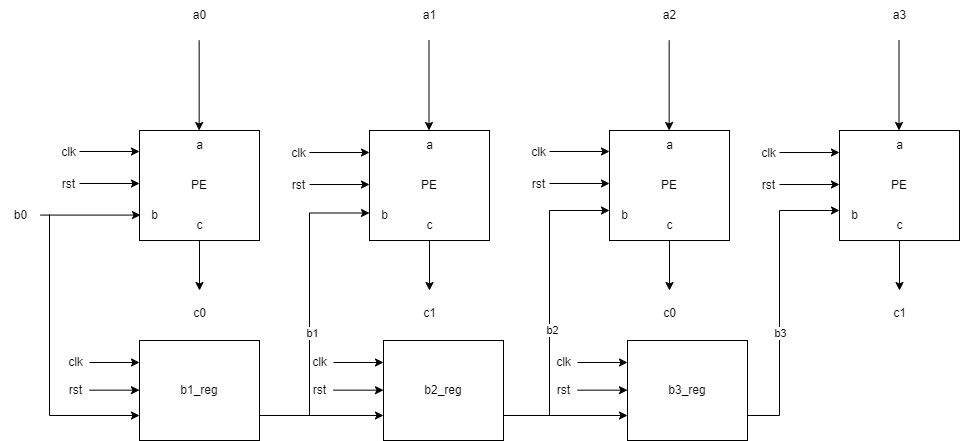 a0 a1 a2 a3
a a a a
clk clk clk clk
PE PE PE PE
rst rst rst rst
b0 b b b b
c c c c
c0 c1 c0 c1
b1 b2 b3
clk clk clk
rst b1_reg rst b2_reg rst b3_reg